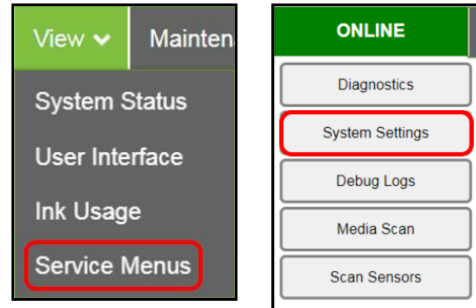 View
Mainten
System Status
User Interface
Ink Usage
Service Menus
ONLINE
Diagnostics
System Settings
Debug Logs
Media Scan
Scan Sensors